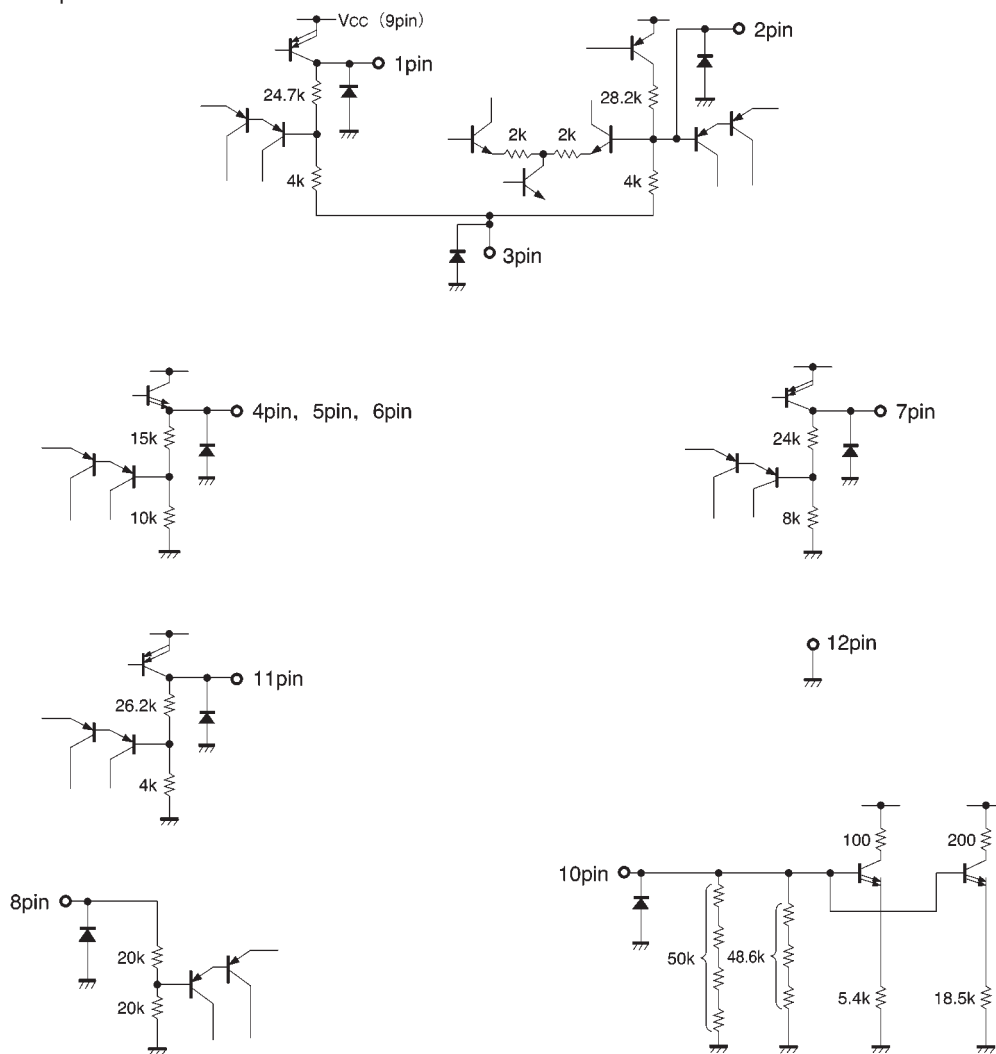 Vcc (9pin)
1pin
24.7k
4k
2pin
28.2k
2k
2k
4k
3pin
4pin, 5pin, 6pin
15k
10k
7pin
24k
8k
11pin
26.2k
4k
12pin
8pin
20k
20k
10pin
100
200
50k
48.6k
5.4k
18.5k